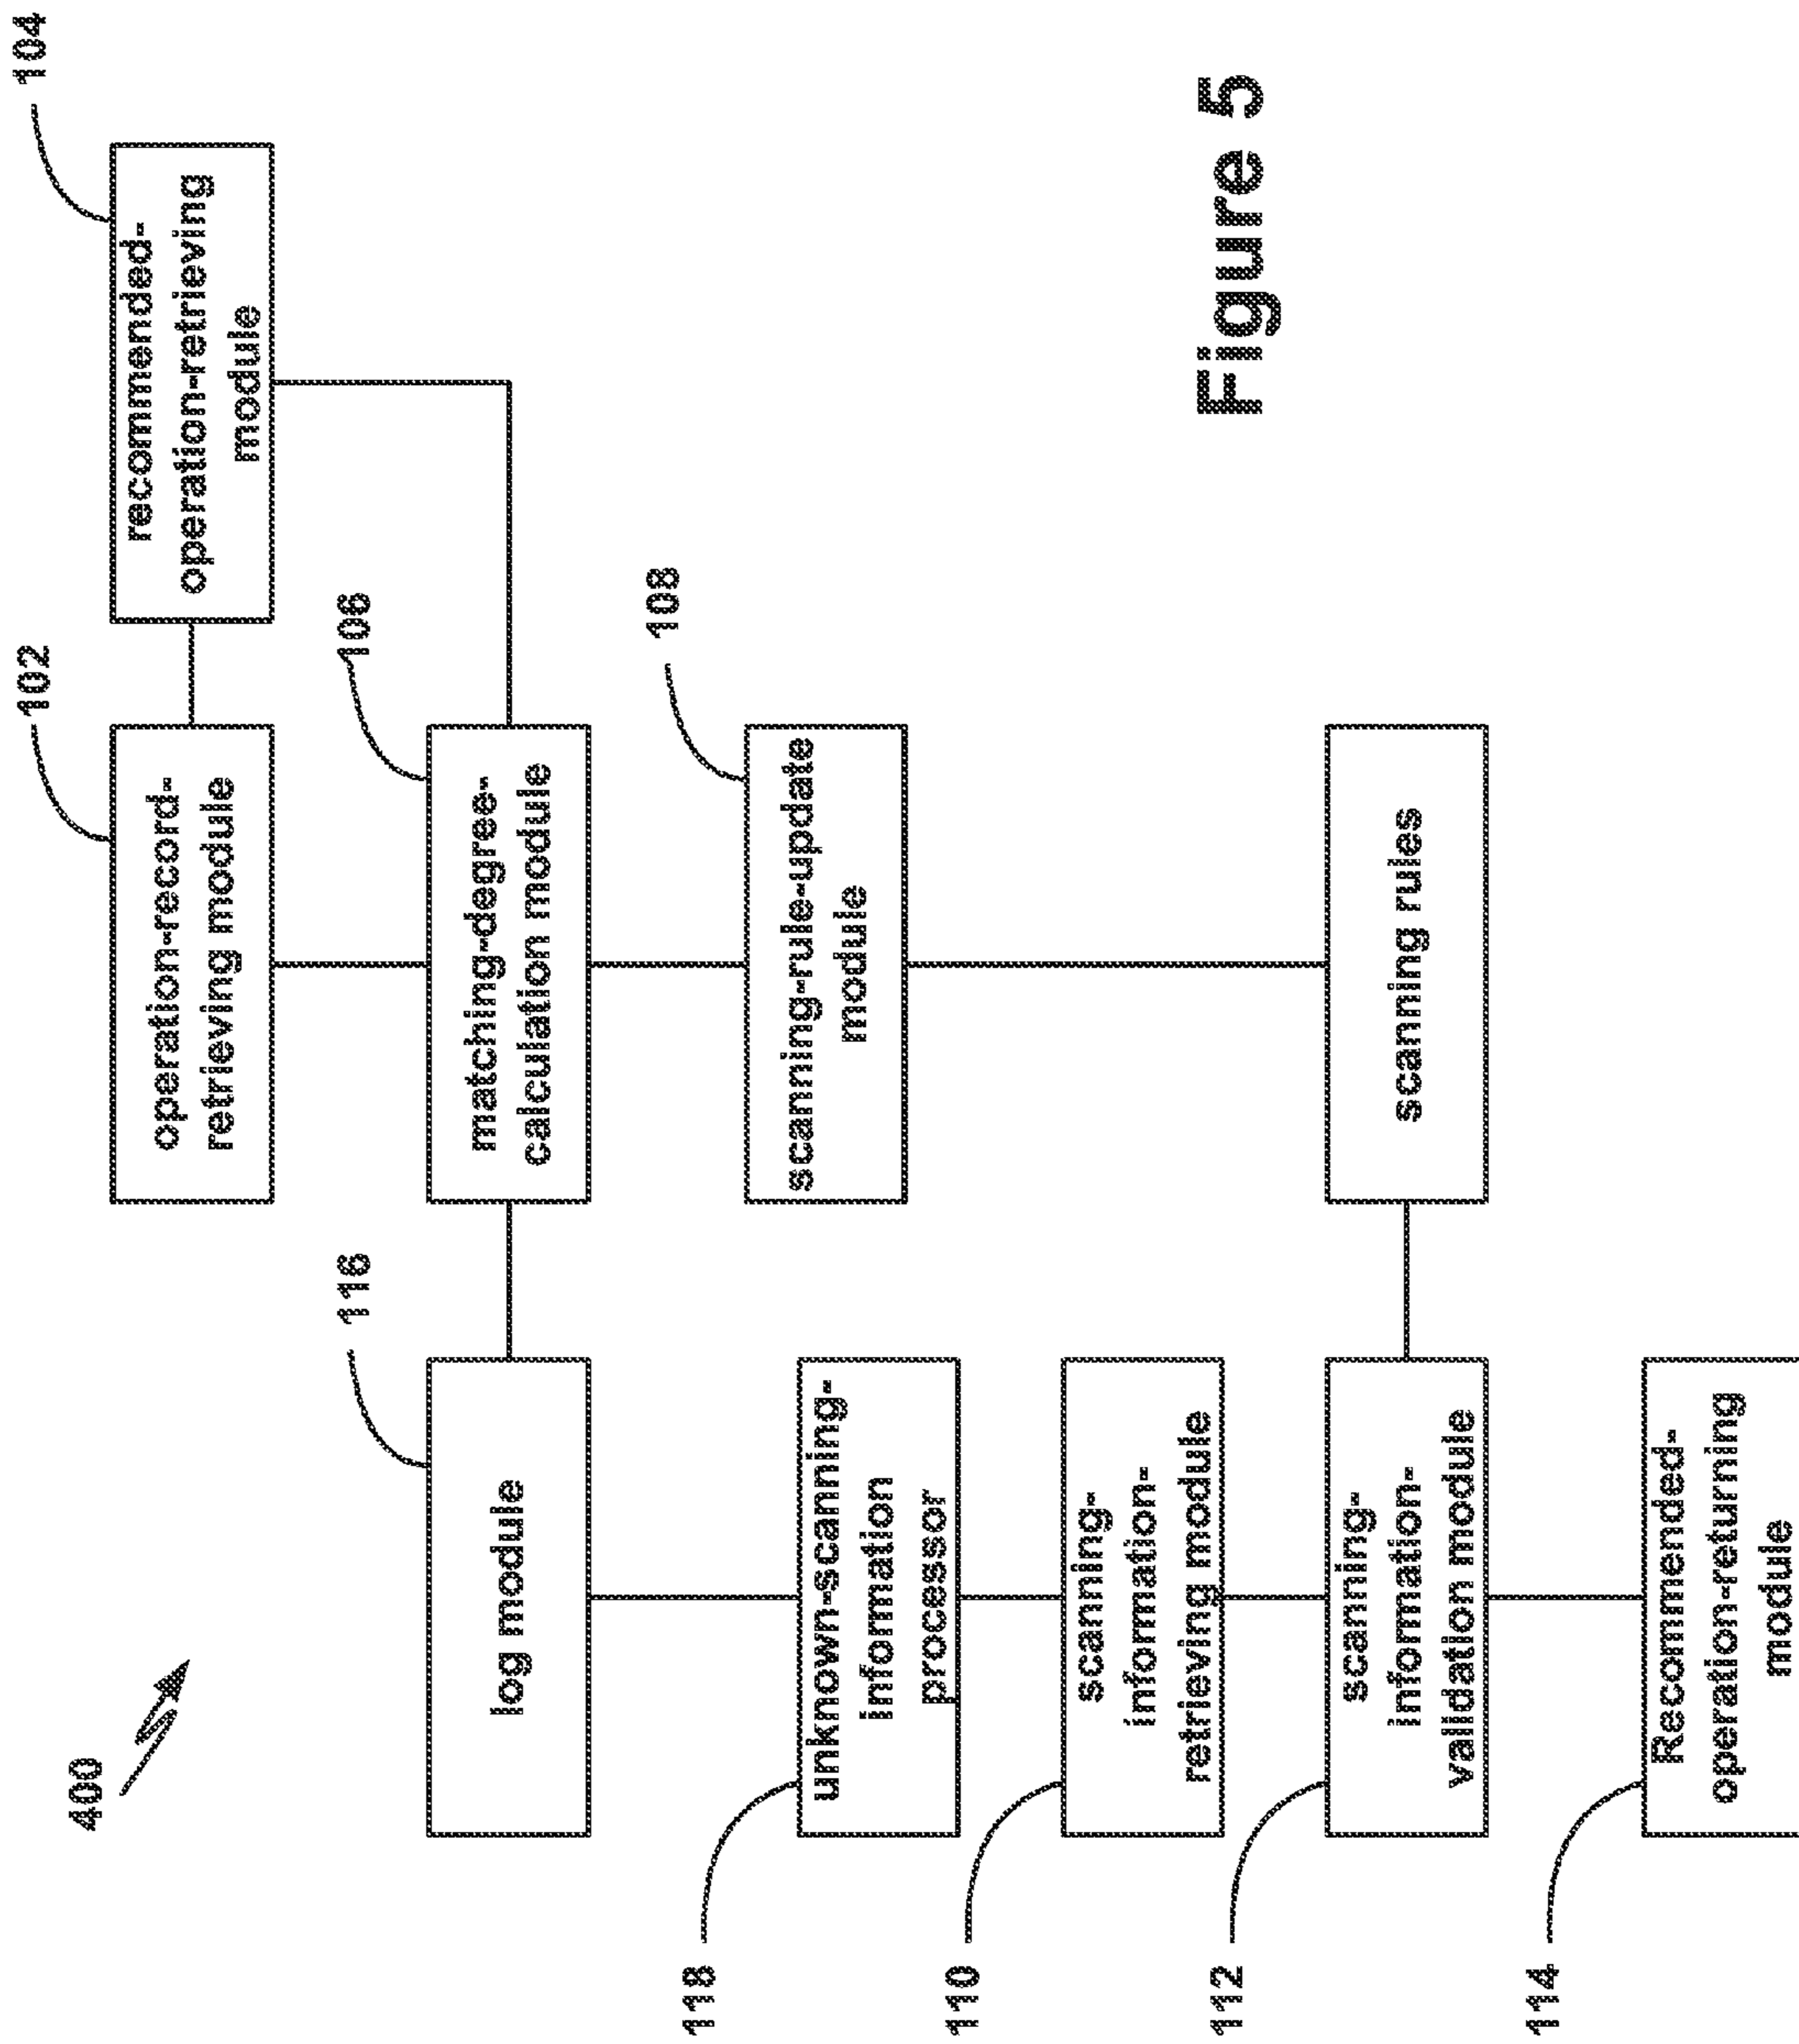 400
102
104
operation-record-
retrieving module
recommended-
operation-retrieving
module
116
106
log module
matching-degree-
calculation module
108
118
unknown-scanning-
information
processor
scanning-rule-update
module
110
scanning-
information-
retrieving module
112
scanning-
information-
validation module
scanning rules
114
Recommended-
operation-returning
module
Figure 5